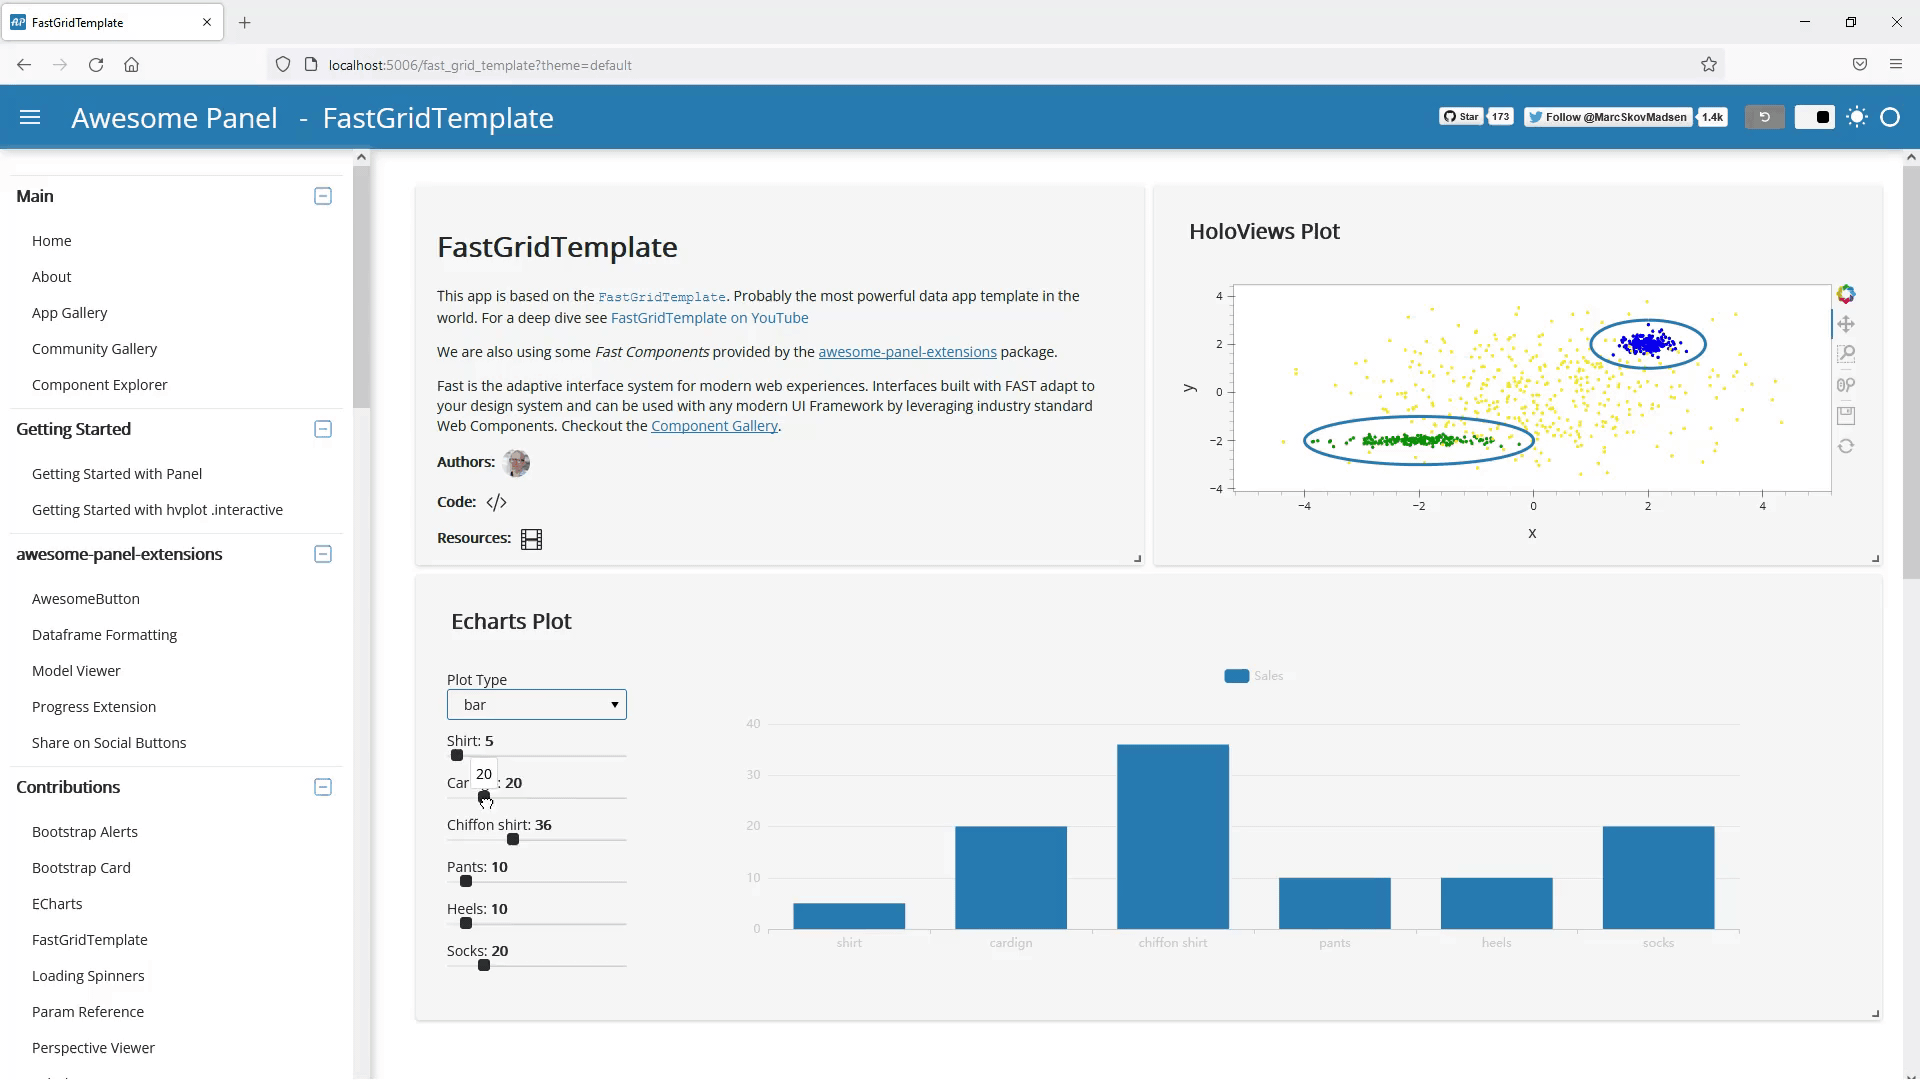 FastGridTemplate
localhost:5006/fast_grid_template?theme=default
Awesome Panel - FastGridTemplate
Star 173
Follow @MarcSkovMadsen 1.4k
Main
Home
About
App Gallery
Community Gallery
Component Explorer
Getting Started
Getting Started with Panel
Getting Started with hvplot .interactive
awesome-panel-extensions
AwesomeButton
Dataframe Formatting
Model Viewer
Progress Extension
Share on Social Buttons
Contributions
Bootstrap Alerts
Bootstrap Card
ECharts
FastGridTemplate
Loading Spinners
Param Reference
Perspective Viewer
FastGridTemplate
This app is based on the FastGridTemplate. Probably the most powerful data app template in the
world. For a deep dive see FastGridTemplate on YouTube
We are also using some Fast Components provided by the awesome-panel-extensions package.
Fast is the adaptive interface system for modern web experiences. Interfaces built with FAST adapt to
your design system and can be used with any modern UI Framework by leveraging industry standard
Web Components. Checkout the Component Gallery.
Authors:
Code: </>
Resources:
HoloViews Plot
4
2
0
−2
−4
y
−4 −2 0 2 4
x
Echarts Plot
Plot Type
bar
Shirt: 5
20
Car : 20
Chiffon shirt: 36
Pants: 10
Heels: 10
Socks: 20
Sales
40
30
20
10
0
shirt cardign chiffon shirt pants heels socks